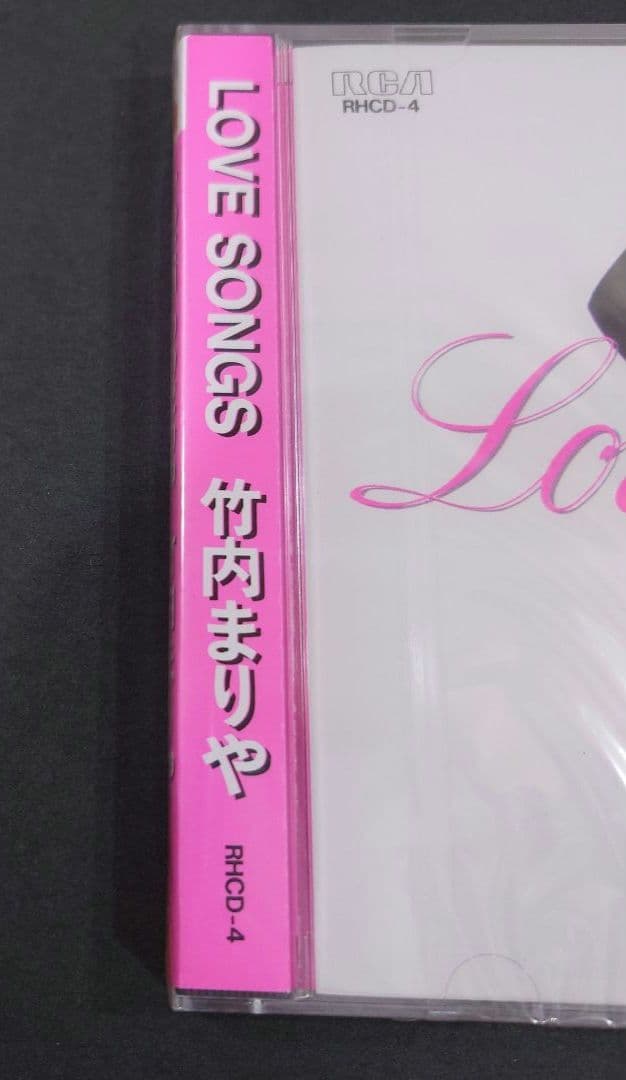 LOVE SONGS 竹内まりや RHCD-4
RCA
RHCD-4
Lo